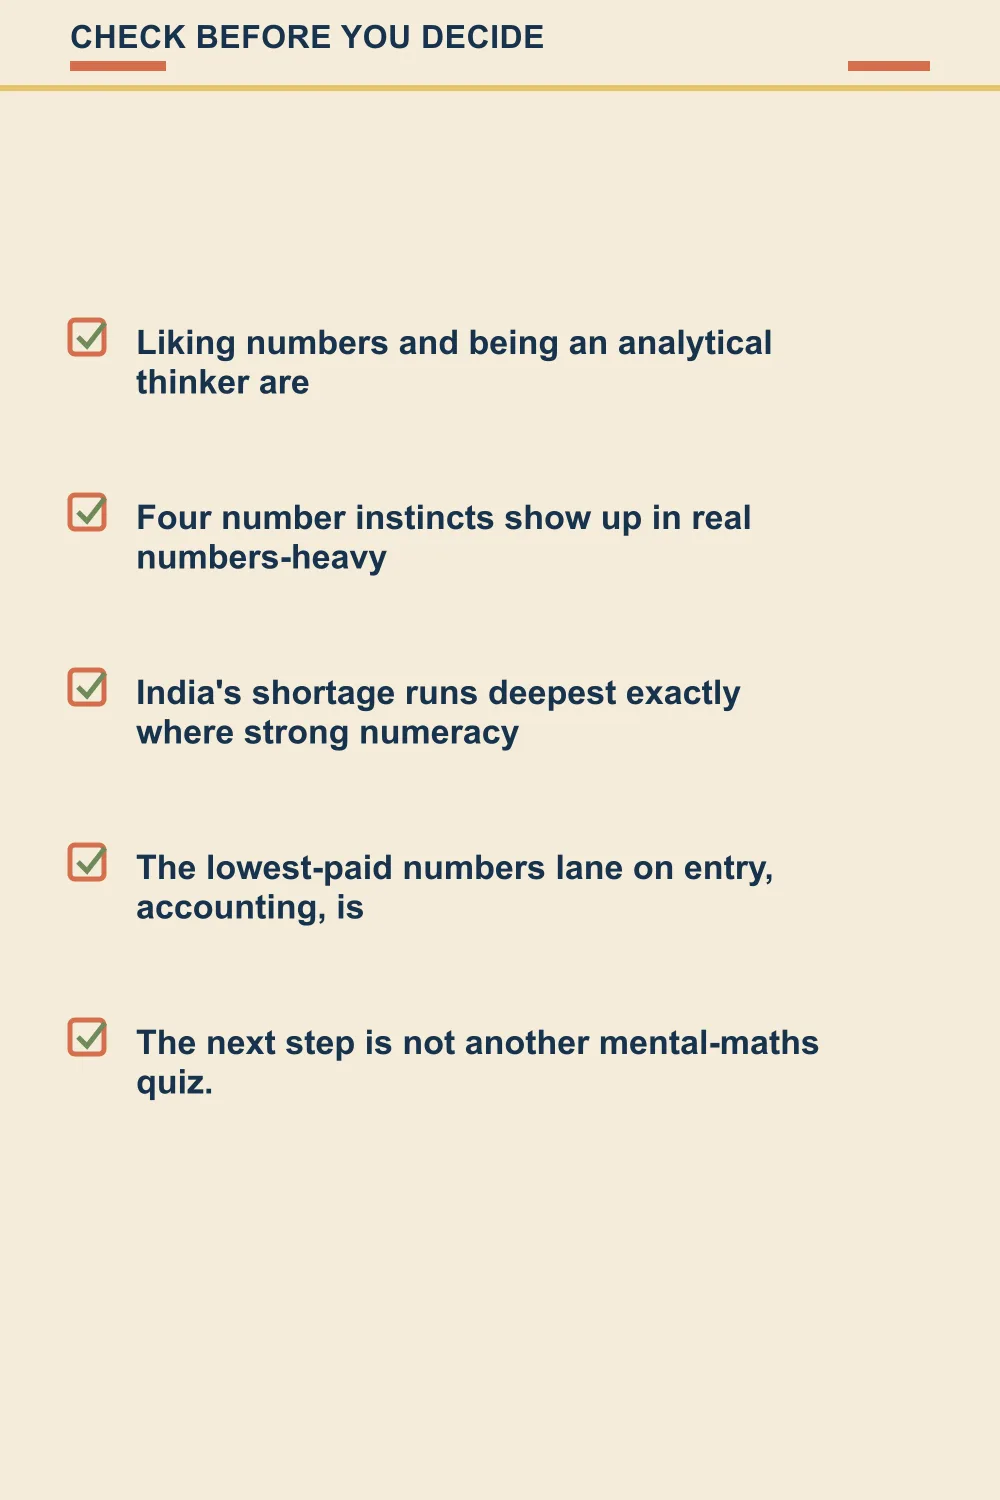 CHECK BEFORE YOU DECIDE
Liking numbers and being an analytical
thinker are
Four number instincts show up in real
numbers-heavy
India's shortage runs deepest exactly
where strong numeracy
The lowest-paid numbers lane on entry,
accounting, is
The next step is not another mental-maths
quiz.